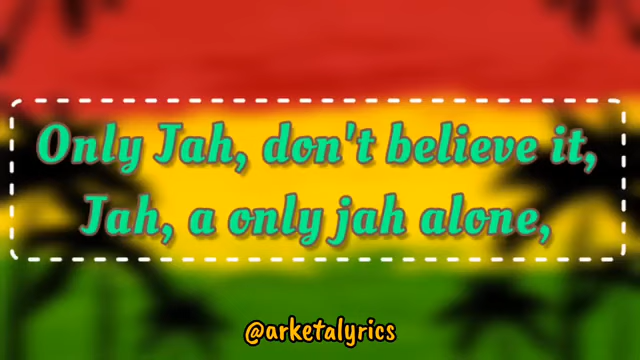 Only Jah, don't believe it,
Jah, a only jah alone,
@arketalyrics